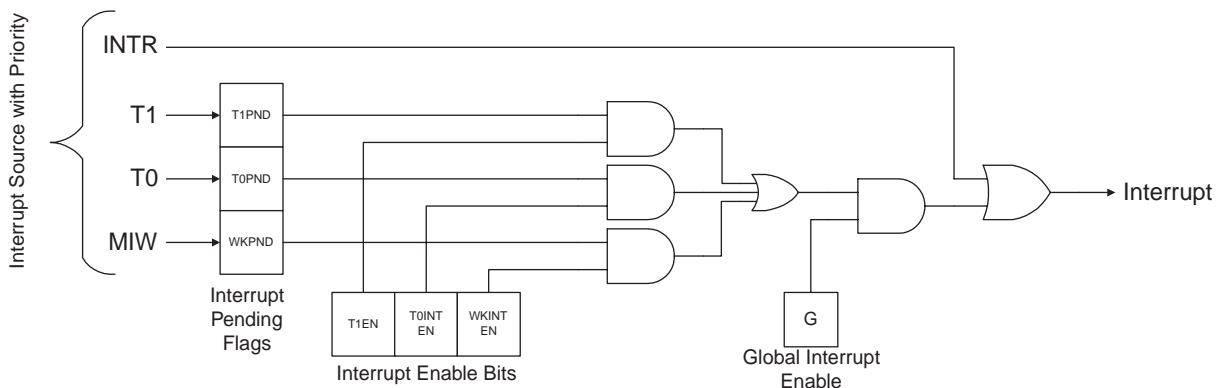 Interrupt Source with Priority
INTR
T1
T0
MIW
T1PND
T0PND
WKPND
Interrupt
Pending
Flags
T1EN
T0INT
EN
WKINT
EN
Interrupt Enable Bits
G
Global Interrupt
Enable
Interrupt